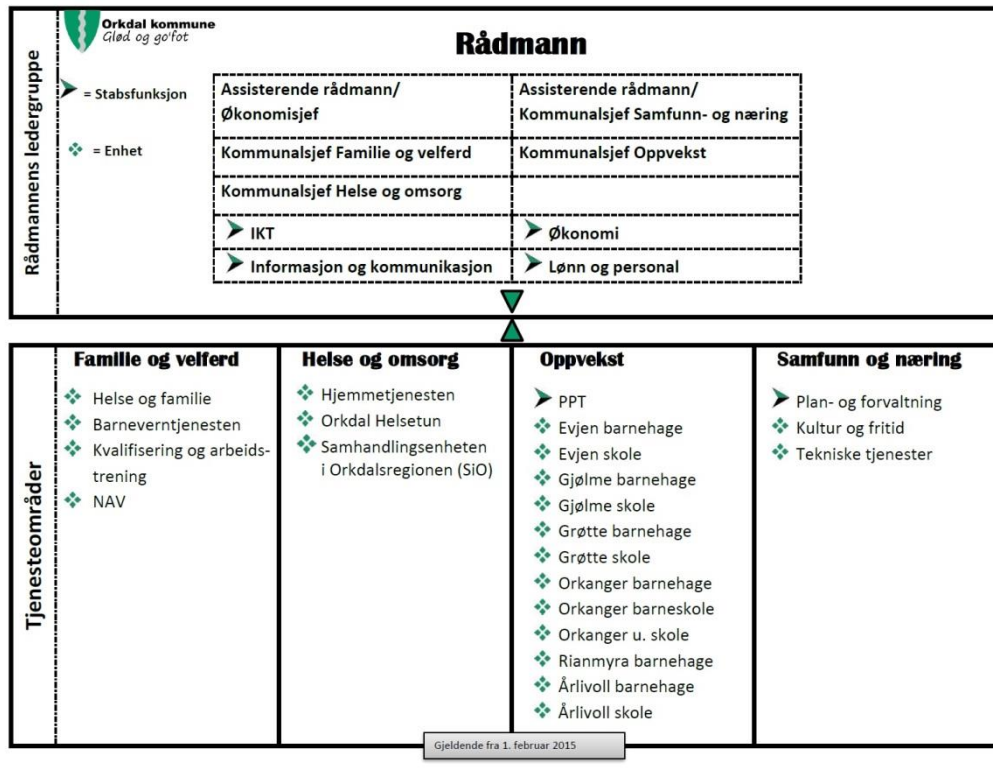 Orkdal kommune
Glød og go'fot
Rådmann
Rådmannens ledergruppe
= Stabsfunksjon
= Enhet
Assisterende rådmann/
Økonomisjef
Assisterende rådmann/
Kommunalsjef Samfunn- og næring
Kommunalsjef Familie og velferd
Kommunalsjef Oppvekst
Kommunalsjef Helse og omsorg
IKT
Økonomi
Informasjon og kommunikasjon
Lønn og personal
Tjenesteområder
Familie og velferd
Helse og familie
Barneverntjenesten
Kvalifisering og arbeids-
trening
NAV
Helse og omsorg
Hjemmetjenesten
Orkdal Helsetun
Samhandlingsenheten
i Orkdalsregionen (SiO)
Oppvekst
PPT
Evjen barnehage
Evjen skole
Gjølme barnehage
Gjølme skole
Grøtte barnehage
Grøtte skole
Orkanger barnehage
Orkanger barneskole
Orkanger u. skole
Rianmyra barnehage
Årlivoll barnehage
Årlivoll skole
Samfunn og næring
Plan- og forvaltning
Kultur og fritid
Tekniske tjenester
Gjeldende fra 1. februar 2015